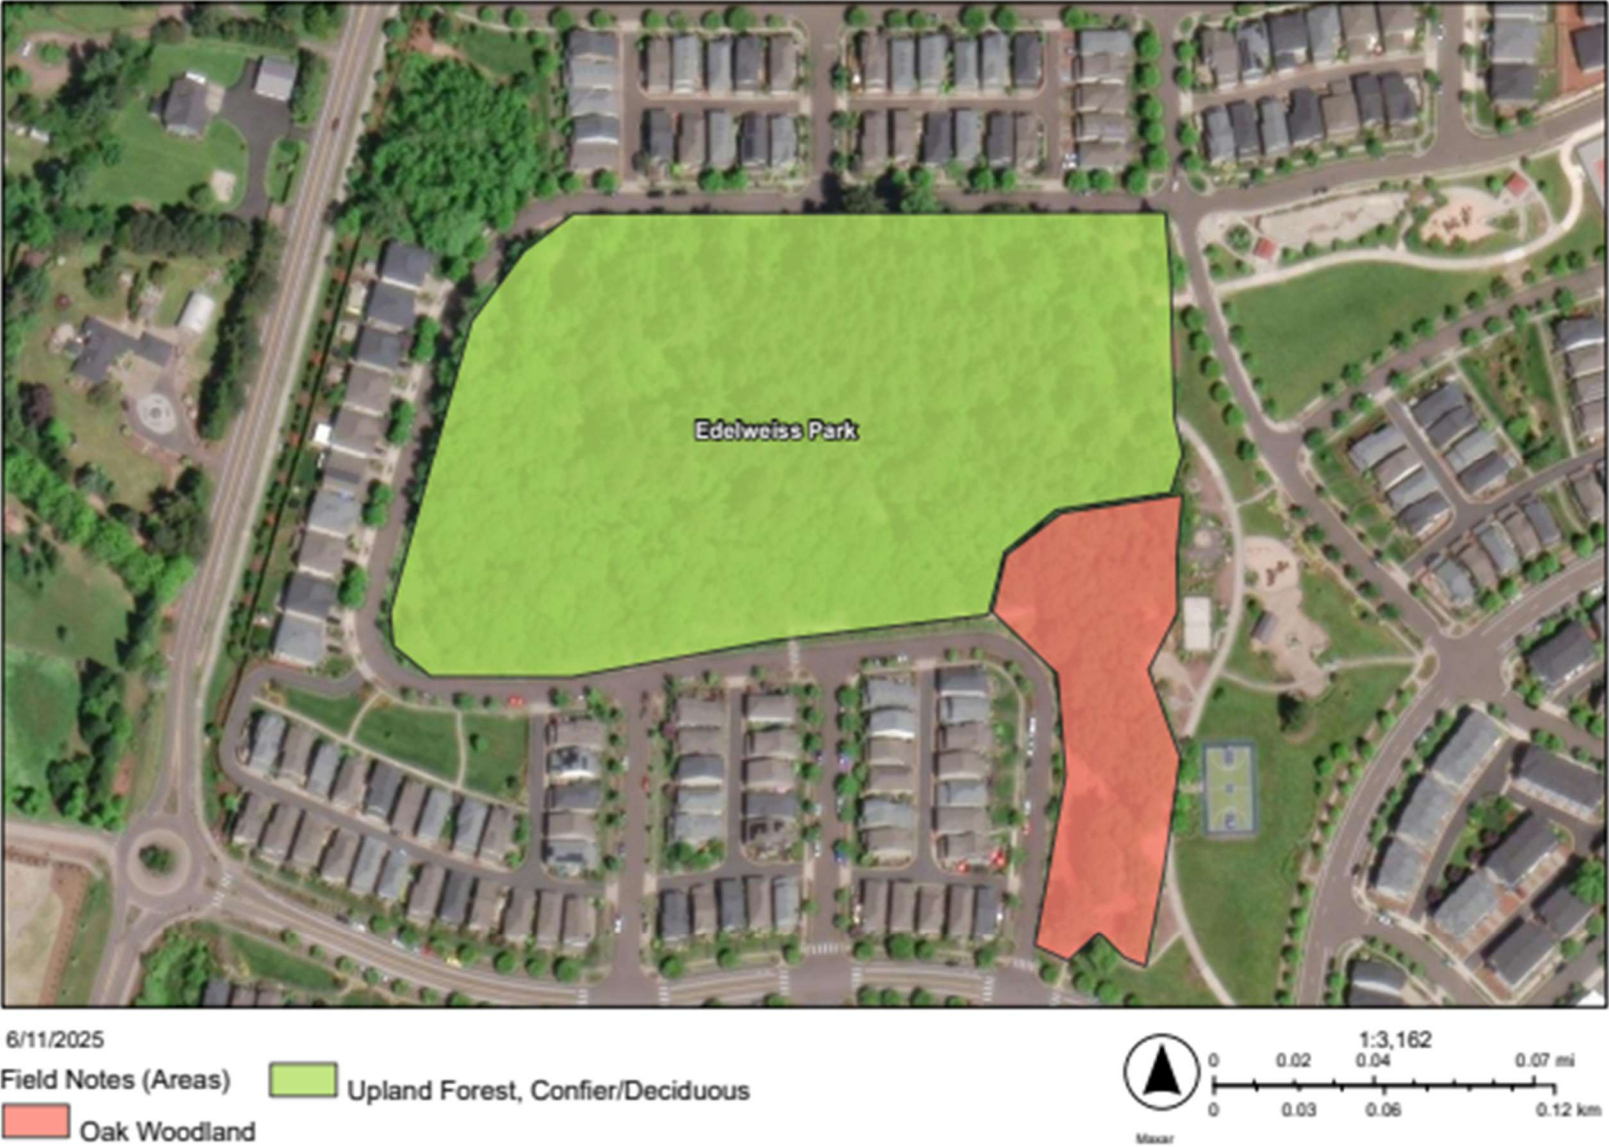 Edelweiss Park
6/11/2025
Field Notes (Areas)
Upland Forest, Confier/Deciduous
Oak Woodland
1:3,162
0 0.02 0.04 0.07 mi
0 0.03 0.06 0.12 km
Maxar